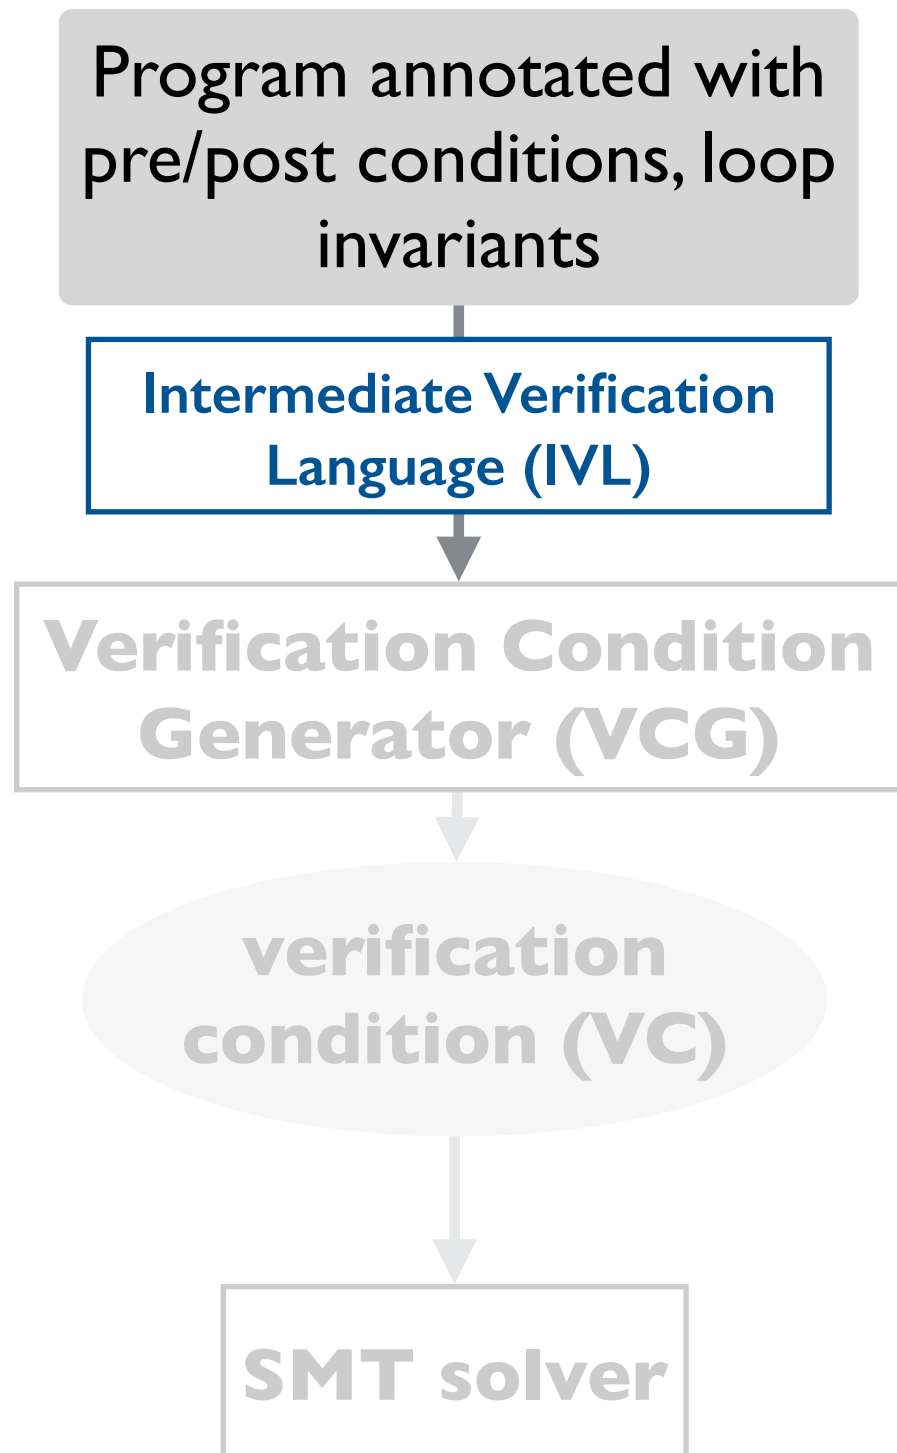 Program annotated with
pre/post conditions, loop
invariants
Intermediate Verification
Language (IVL)
Verification Condition
Generator (VCG)
verification
condition (VC)
SMT solver